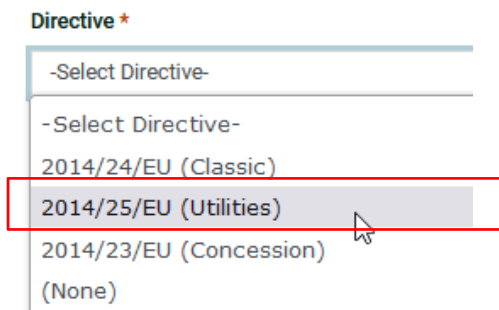 Directive *
-Select Directive-
-Select Directive-
2014/24/EU (Classic)
2014/25/EU (Utilities)
2014/23/EU (Concession)
(None)